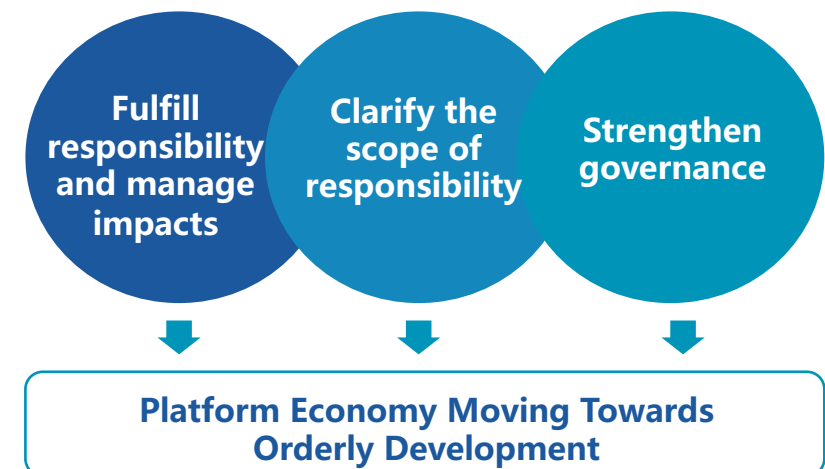 Fulfill
responsibility
and manage
impacts
Clarify the
scope of
responsibility
Strengthen
governance
Platform Economy Moving Towards
Orderly Development